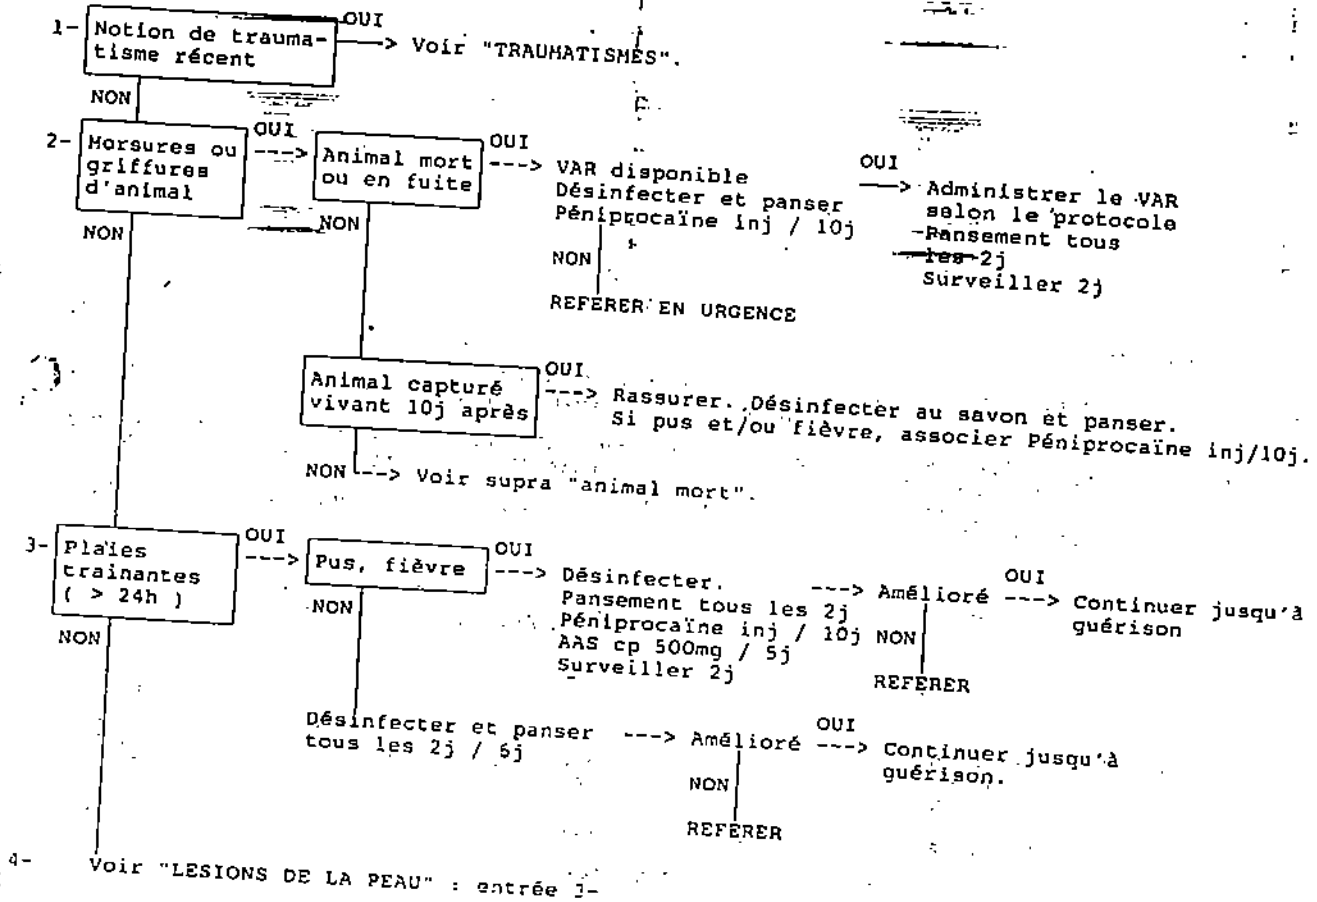 OUI
1- Notion de trauma-
tisme récent
---> Voir "TRAUMATISMES".
NON
2- Morsures ou
griffures
d'animal
OUI
--->
Animal mort
ou en fuite
OUI
---> VAR disponible
Désinfecter et panser
Péniprocaïne inj / 10j
OUI
---> Administrer le VAR
selon le protocole
Pansement tous
les 2j
Surveiller 2j
NON
REFERER EN URGENCE
NON
NON
Animal capturé
vivant 10j après
OUI
---> Rassurer. Désinfecter au savon et panser.
Si pus et/ou fièvre, associer Péniprocaïne inj/10j.
NON ---> Voir supra "animal mort".
3- Plaies
trainantes
( > 24h )
OUI
--->
Pus, fièvre
OUI
---> Désinfecter.
Pansement tous les 2j
Péniprocaïne inj / 10j
AAS cp 500mg / 5j
Surveiller 2j
---> Amélioré
OUI
---> Continuer jusqu'à
guérison
NON
REFERER
NON
NON
Désinfecter et panser
tous les 2j / 6j
---> Amélioré
OUI
---> Continuer jusqu'à
guérison.
NON
REFERER
4- Voir "LESIONS DE LA PEAU" : entrée